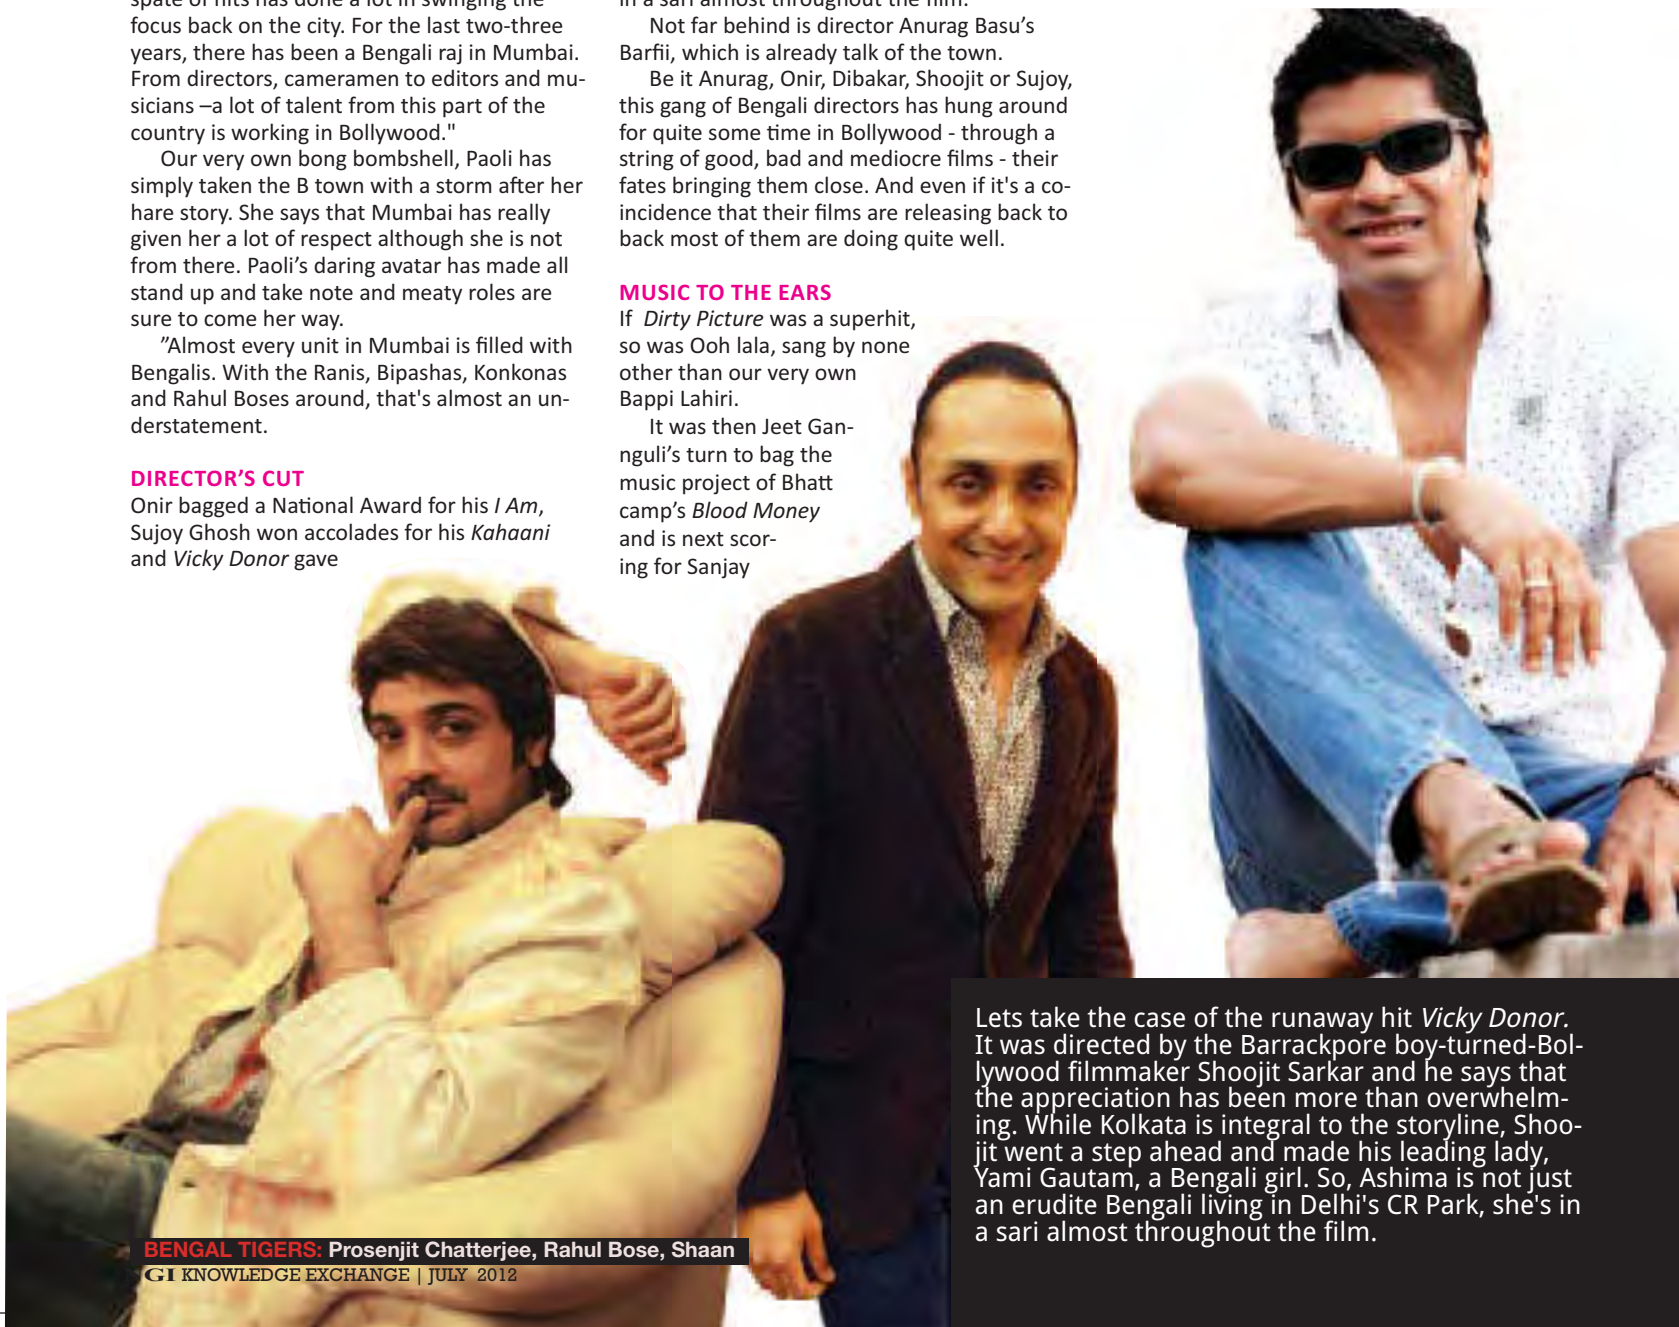 spate of hits has done a lot in swinging the
focus back on the city. For the last two-three
years, there has been a Bengali raj in Mumbai.
From directors, cameramen to editors and mu-
sicians –a lot of talent from this part of the
country is working in Bollywood."
Our very own bong bombshell, Paoli has
simply taken the B town with a storm after her
hare story. She says that Mumbai has really
given her a lot of respect although she is not
from there. Paoli’s daring avatar has made all
stand up and take note and meaty roles are
sure to come her way.
”Almost every unit in Mumbai is filled with
Bengalis. With the Ranis, Bipashas, Konkonas
and Rahul Boses around, that's almost an un-
derstatement.
DIRECTOR’S CUT
Onir bagged a National Award for his I Am,
Sujoy Ghosh won accolades for his Kahaani
and Vicky Donor gave
in a sari almost throughout the film.
Not far behind is director Anurag Basu’s
Barfii, which is already talk of the town.
Be it Anurag, Onir, Dibakar, Shoojit or Sujoy,
this gang of Bengali directors has hung around
for quite some time in Bollywood - through a
string of good, bad and mediocre films - their
fates bringing them close. And even if it's a co-
incidence that their films are releasing back to
back most of them are doing quite well.
MUSIC TO THE EARS
If Dirty Picture was a superhit,
so was Ooh lala, sang by none
other than our very own
Bappi Lahiri.
It was then Jeet Gan-
nguli’s turn to bag the
music project of Bhatt
camp’s Blood Money
and is next scor-
ing for Sanjay
Lets take the case of the runaway hit Vicky Donor.
It was directed by the Barrackpore boy-turned-Bol-
lywood filmmaker Shoojit Sarkar and he says that
the appreciation has been more than overwhelm-
ing. While Kolkata is integral to the storyline, Shoo-
jit went a step ahead and made his leading lady,
Yami Gautam, a Bengali girl. So, Ashima is not just
an erudite Bengali living in Delhi's CR Park, she's in
a sari almost throughout the film.
BENGAL TIGERS: Prosenjit Chatterjee, Rahul Bose, Shaan
GI KNOWLEDGE EXCHANGE | JULY 2012